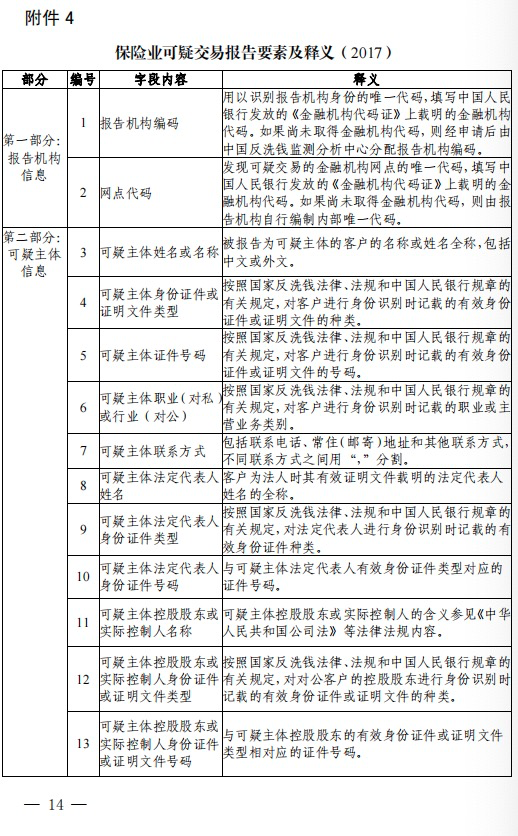 附件 4
保险业可疑交易报告要素及释义（2017）
部分 编号 字段内容 释义
第一部分：
报告机构
信息
1
报告机构编码
用以识别报告机构身份的唯一代码，填写中国人民
银行发放的《金融机构代码证》上载明的金融机构
代码。如果尚未取得金融机构代码，则经申请后由
中国反洗钱监测分析中心分配报告机构编码。
2
网点代码
发现可疑交易的金融机构网点的唯一代码，填写中
国人民银行发放的《金融机构代码证》上载明的金
融机构代码。如果尚未取得金融机构代码，则由报
告机构自行编制内部唯一代码。
第二部分：
可疑主体
信息
3
可疑主体姓名或名称
被报告为可疑主体的客户的名称或姓名全称，包括
中文或外文。
4
可疑主体身份证件或
证明文件类型
按照国家反洗钱法律、法规和中国人民银行规章的
有关规定，对客户进行身份识别时记载的有效身份
证件或证明文件的种类。
5
可疑主体证件号码
按照国家反洗钱法律、法规和中国人民银行规章的
有关规定，对客户进行身份识别时记载的有效身份
证件或证明文件的号码。
6
可疑主体职业（对私）
或行业（对公）
按照国家反洗钱法律、法规和中国人民银行规章的
有关规定，对客户进行身份识别时记载的职业或主
营业务类别。
7
可疑主体联系方式
包括联系电话、常住（邮寄）地址和其他联系方式，
不同联系方式之间用“，”分割。
8
可疑主体法定代表人
姓名
客户为法人时其有效证明文件载明的法定代表人
姓名的全称。
9
可疑主体法定代表人
身份证件类型
按照国家反洗钱法律、法规和中国人民银行规章的
有关规定，对法定代表人进行身份识别时记载的有
效身份证件种类。
10
可疑主体法定代表人
身份证件号码
与可疑主体法定代表人有效身份证件类型对应的
证件号码。
11
可疑主体控股股东或
实际控制人名称
可疑主体控股股东或实际控制人的含义参见《中华
人民共和国公司法》等法律法规内容。
12
可疑主体控股股东或
实际控制人身份证件
或证明文件类型
按照国家反洗钱法律、法规和中国人民银行规章的
有关规定，对对公客户的控股股东进行身份识别时
记载的有效身份证件或证明文件的种类。
13
可疑主体控股股东或
实际控制人身份证件
或证明文件号码
与可疑主体控股股东的有效身份证件或证明文件
类型相对应的证件号码。
— 14 —